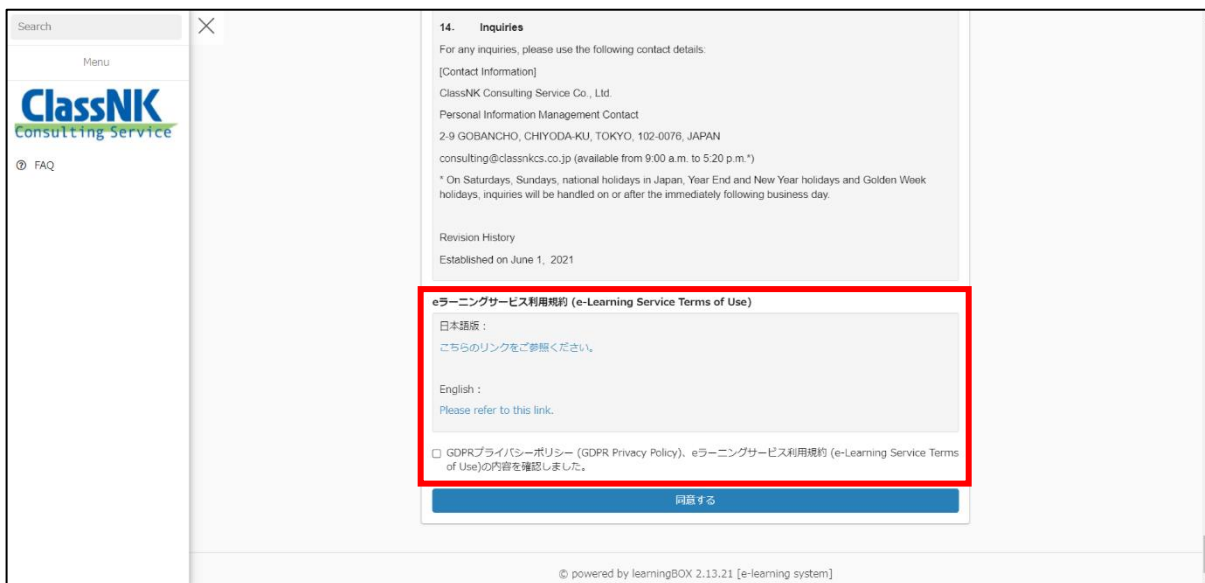 Search
Menu
ClassNK
Consulting Service
FAQ
14. Inquiries
For any inquiries, please use the following contact details:
[Contact Information]
ClassNK Consulting Service Co., Ltd.
Personal Information Management Contact
2-9 GOBANCHO, CHIYODA-KU, TOKYO, 102-0076, JAPAN
consulting@classnkcs.co.jp (available from 9:00 a.m. to 5:20 p.m.*)
* On Saturdays, Sundays, national holidays in Japan, Year End and New Year holidays and Golden Week
holidays, inquiries will be handled on or after the immediately following business day.
Revision History
Established on June 1, 2021
eラーニングサービス利用規約 (e-Learning Service Terms of Use)
日本語版：
こちらのリンクをご参照ください。
English：
Please refer to this link.
GDPRプライバシーポリシー (GDPR Privacy Policy)、eラーニングサービス利用規約 (e-Learning Service Terms
of Use)の内容を確認しました。
同意する
© powered by learningBOX 2.13.21 [e-learning system]